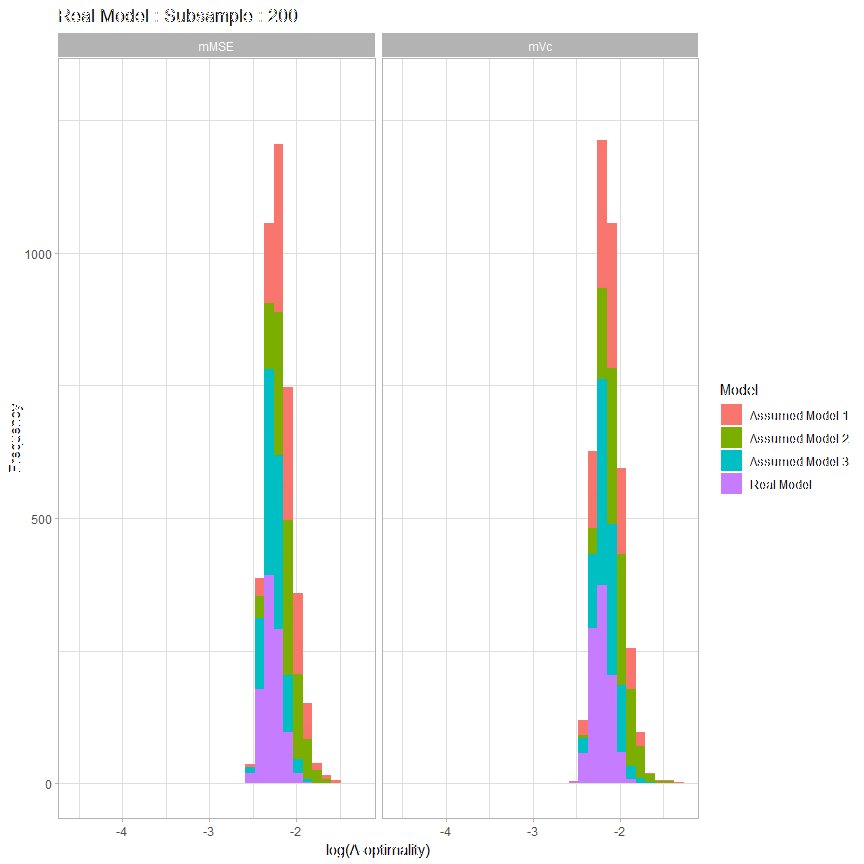 Real Model : Subsample : 200
mMSE
mVc
Frequency
1000
500
0
-4
-3
-2
-4
-3
-2
log(A-optimality)
Model
Assumed Model 1
Assumed Model 2
Assumed Model 3
Real Model